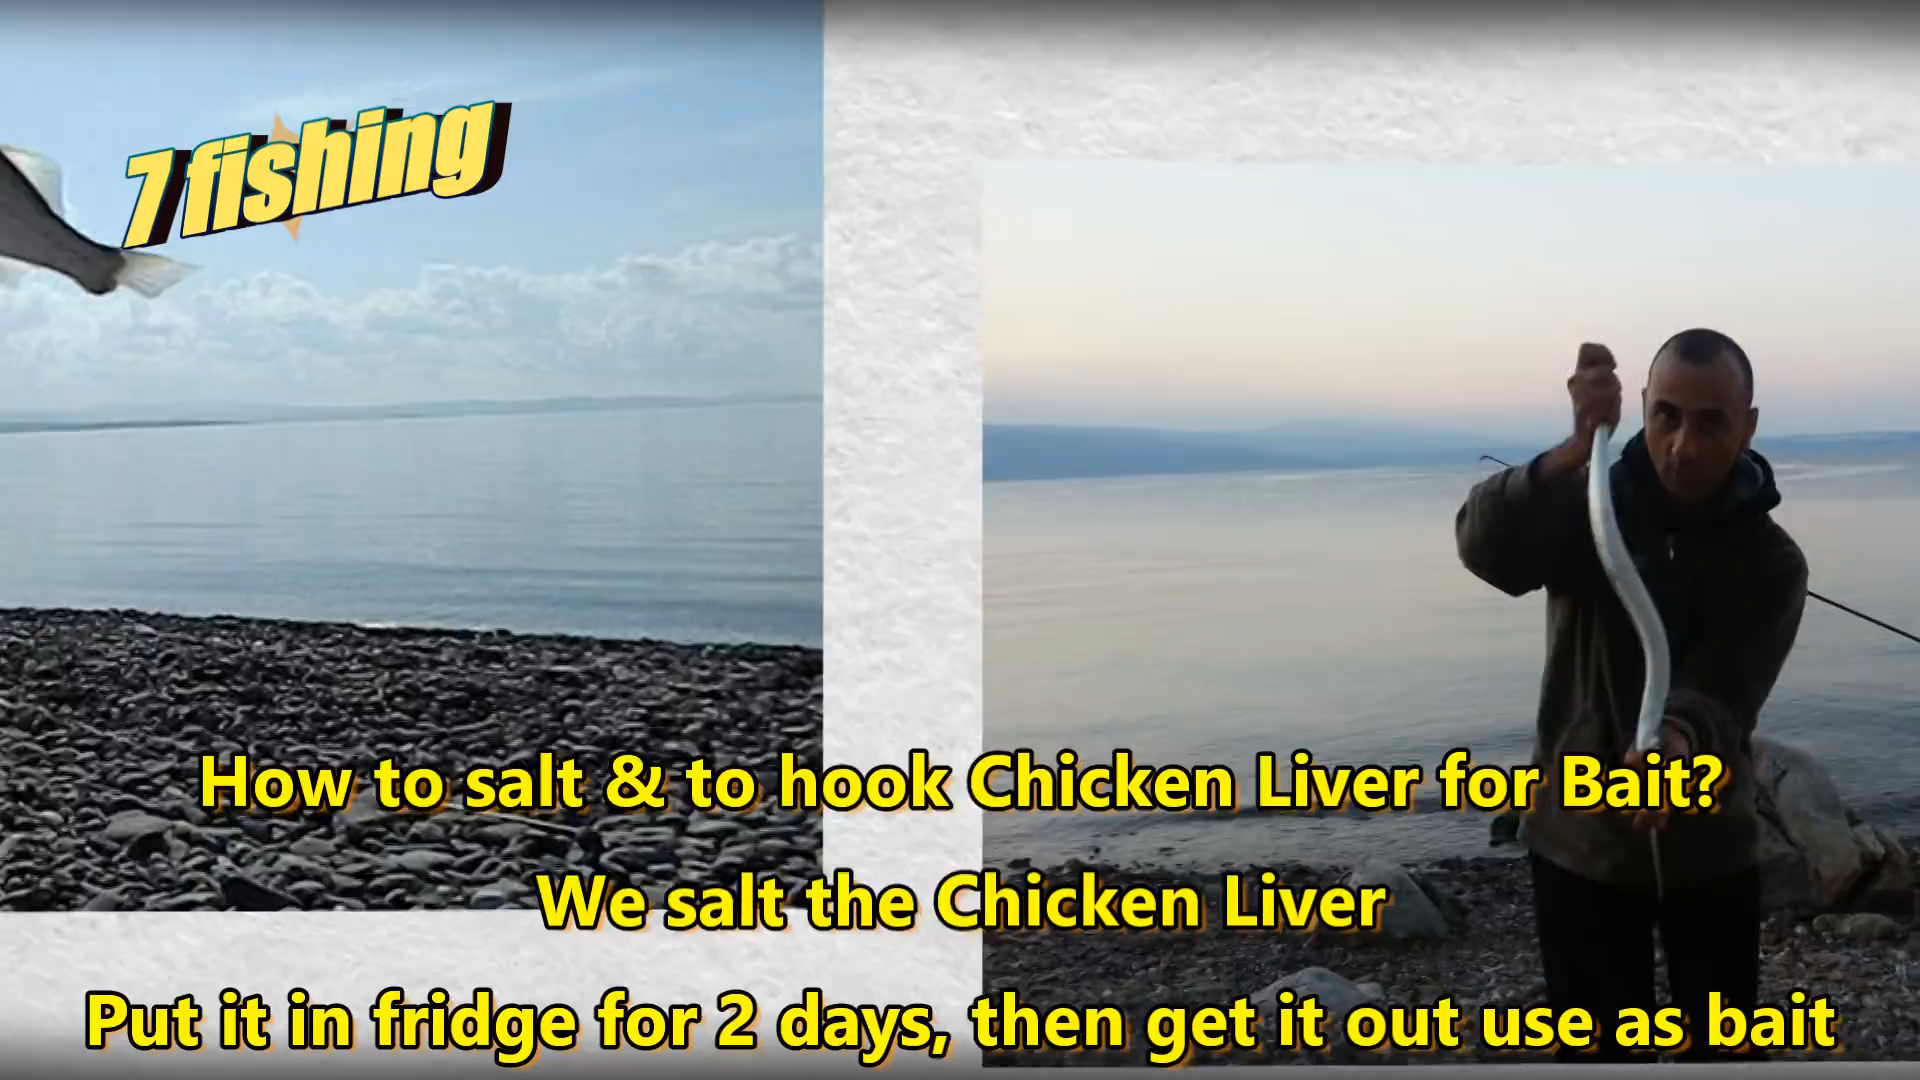 7 fishing
How to salt & to hook Chicken Liver for Bait?
We salt the Chicken Liver
Put it in fridge for 2 days, then get it out use as bait